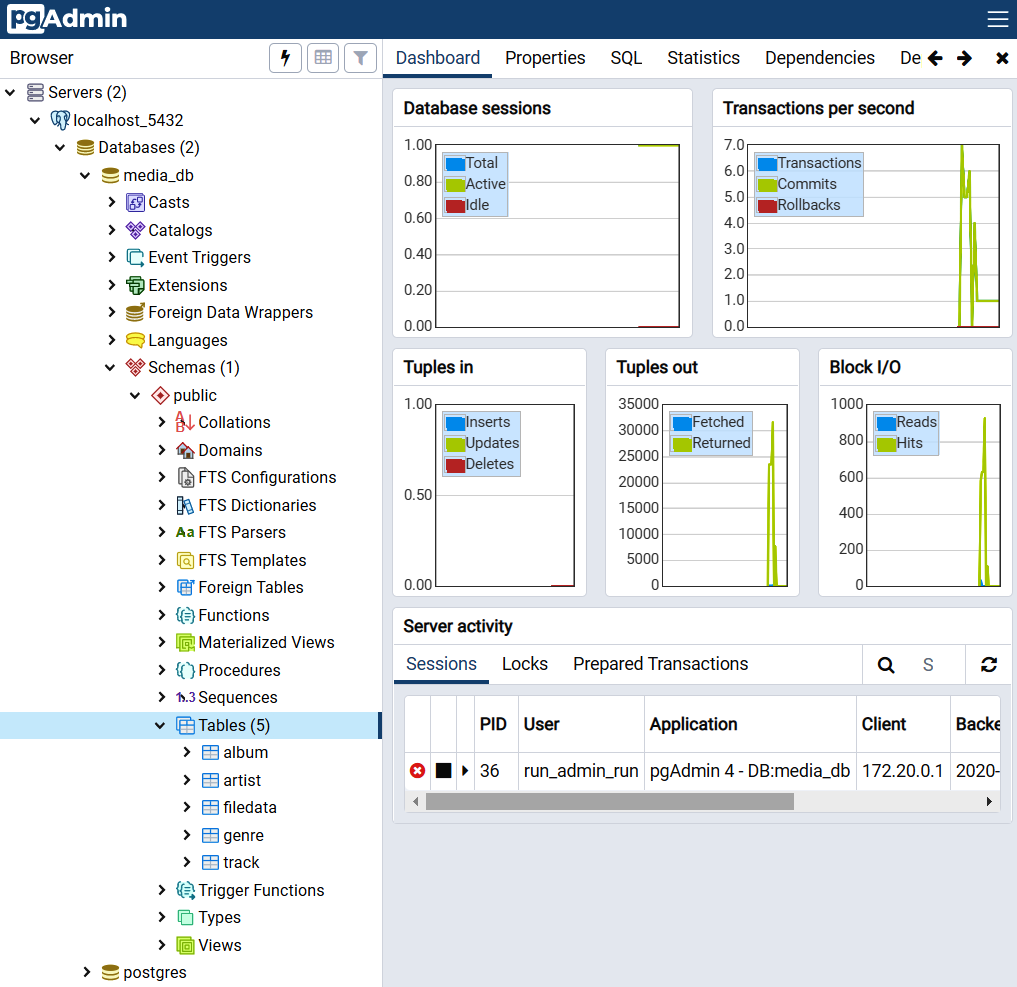 pgAdmin
Browser
Servers (2)
localhost_5432
Databases (2)
media_db
Casts
Catalogs
Event Triggers
Extensions
Foreign Data Wrappers
Languages
Schemas (1)
public
Collations
Domains
FTS Configurations
FTS Dictionaries
Aa FTS Parsers
FTS Templates
Foreign Tables
Functions
Materialized Views
Procedures
1..3 Sequences
Tables (5)
album
artist
filedata
genre
track
Trigger Functions
Types
Views
postgres
Dashboard Properties SQL Statistics Dependencies De
Database sessions
1.00
0.80
0.60
0.40
0.20
0.00
Total
Active
Idle
Transactions per second
7.0
6.0
5.0
4.0
3.0
2.0
1.0
0.0
Transactions
Commits
Rollbacks
Tuples in
1.00
0.50
0.00
Inserts
Updates
Deletes
Tuples out
35000
30000
25000
20000
15000
10000
5000
0
Fetched
Returned
Block I/O
1000
800
600
400
200
0
Reads
Hits
Server activity
Sessions Locks Prepared Transactions S
PID User Application Client Backe
36 run_admin_run pgAdmin 4 - DB:media_db 172.20.0.1 2020-